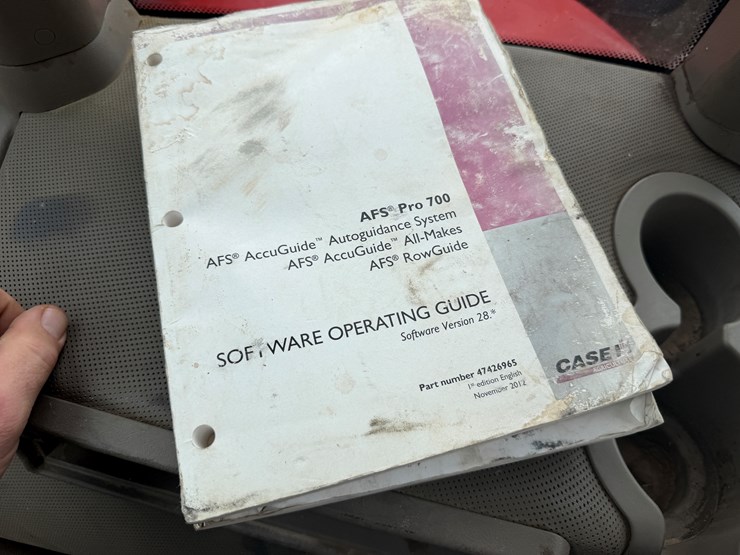 AFS® Pro 700
AFS® AccuGuide™ Autoguidance System
AFS® AccuGuide™ All-Makes
AFS® RowGuide
SOFTWARE OPERATING GUIDE
Software Version 28.*
Part number 47426965
1st edition English
November 2012
CASE IH